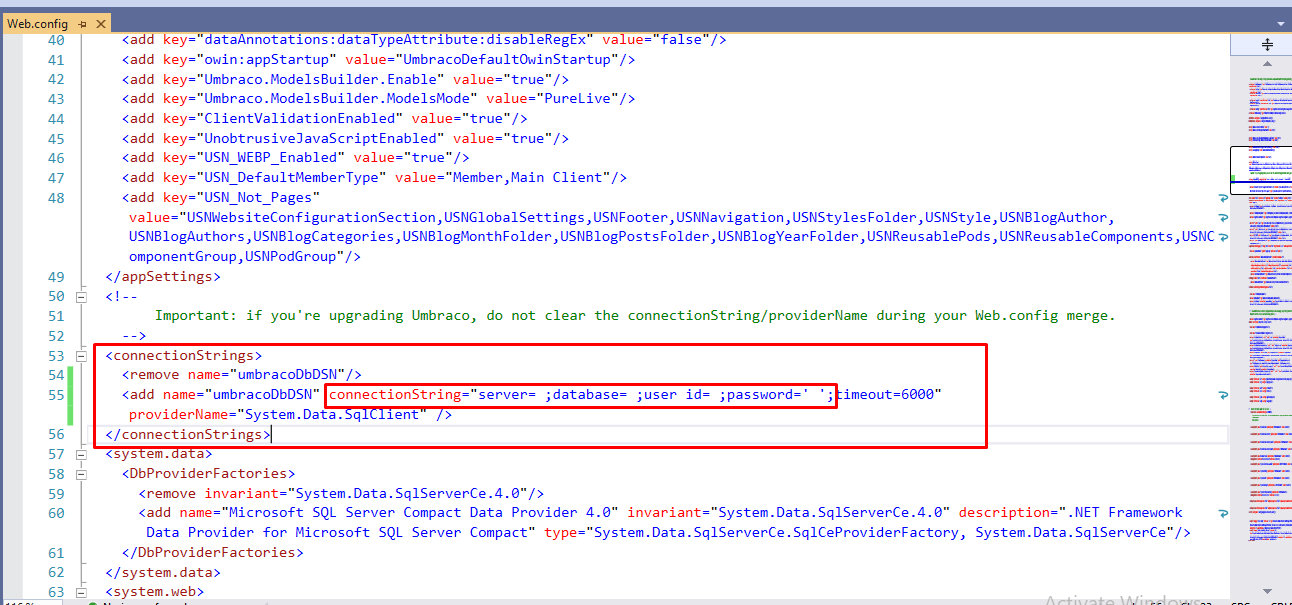 Web.config
40 <add key="dataAnnotations:dataTypeAttribute:disableRegEx" value="false"/>
41 <add key="owin:appStartup" value="UmbracoDefaultOwinStartup"/>
42 <add key="Umbraco.ModelsBuilder.Enable" value="true"/>
43 <add key="Umbraco.ModelsBuilder.ModelsMode" value="PureLive"/>
44 <add key="ClientValidationEnabled" value="true"/>
45 <add key="UnobtrusiveJavaScriptEnabled" value="true"/>
46 <add key="USN_WEBP_Enabled" value="true"/>
47 <add key="USN_DefaultMemberType" value="Member,Main Client"/>
48 <add key="USN_Not_Pages"
value="USNWebsiteConfigurationSection,USNGlobalSettings,USNFooter,USNNavigation,USNStylesFolder,USNStyle,USNBlogAuthor,
USNBlogAuthors,USNBlogCategories,USNBlogMonthFolder,USNBlogPostsFolder,USNBlogYearFolder,USNReusablePods,USNReusableComponents,USNC
omponentGroup,USNPodGroup"/>
49 </appSettings>
50 <!--
51 Important: if you're upgrading Umbraco, do not clear the connectionString/providerName during your Web.config merge.
52 -->
53 <connectionStrings>
54 <remove name="umbracoDbDSN"/>
55 <add name="umbracoDbDSN" connectionString="server= ;database= ;user id= ;password=' ';timeout=6000"
providerName="System.Data.SqlClient" />
56 </connectionStrings>
57 <system.data>
58 <DbProviderFactories>
59 <remove invariant="System.Data.SqlServerCe.4.0"/>
60 <add name="Microsoft SQL Server Compact Data Provider 4.0" invariant="System.Data.SqlServerCe.4.0" description=".NET Framework
Data Provider for Microsoft SQL Server Compact" type="System.Data.SqlServerCe.SqlCeProviderFactory, System.Data.SqlServerCe"/>
61 </DbProviderFactories>
62 </system.data>
63 <system.web>
Activate Windows